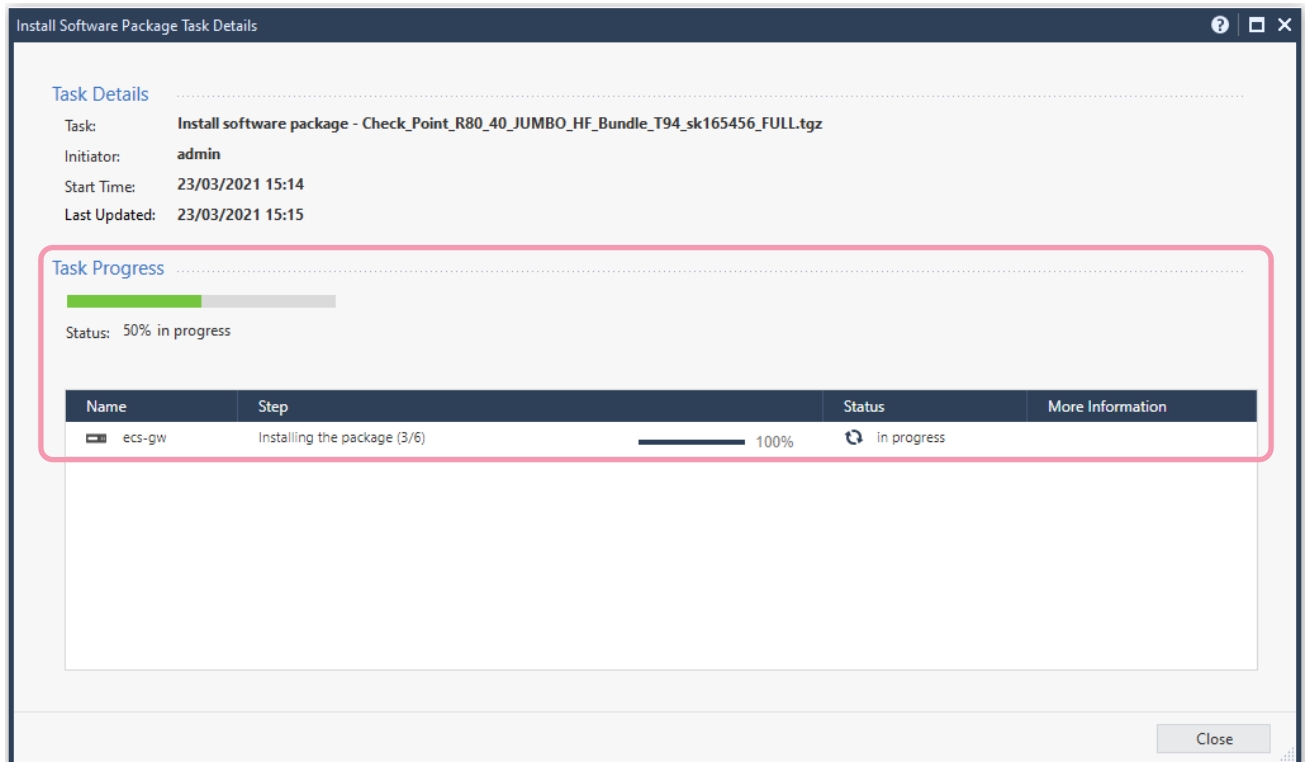 Install Software Package Task Details
Task Details
Task: Install software package - Check_Point_R80_40_JUMBO_HF_Bundle_T94_sk165456_FULL.tgz
Initiator: admin
Start Time: 23/03/2021 15:14
Last Updated: 23/03/2021 15:15
Task Progress
Status: 50% in progress
Name Step Status More Information
ecs-gw Installing the package (3/6) 100% in progress
Close